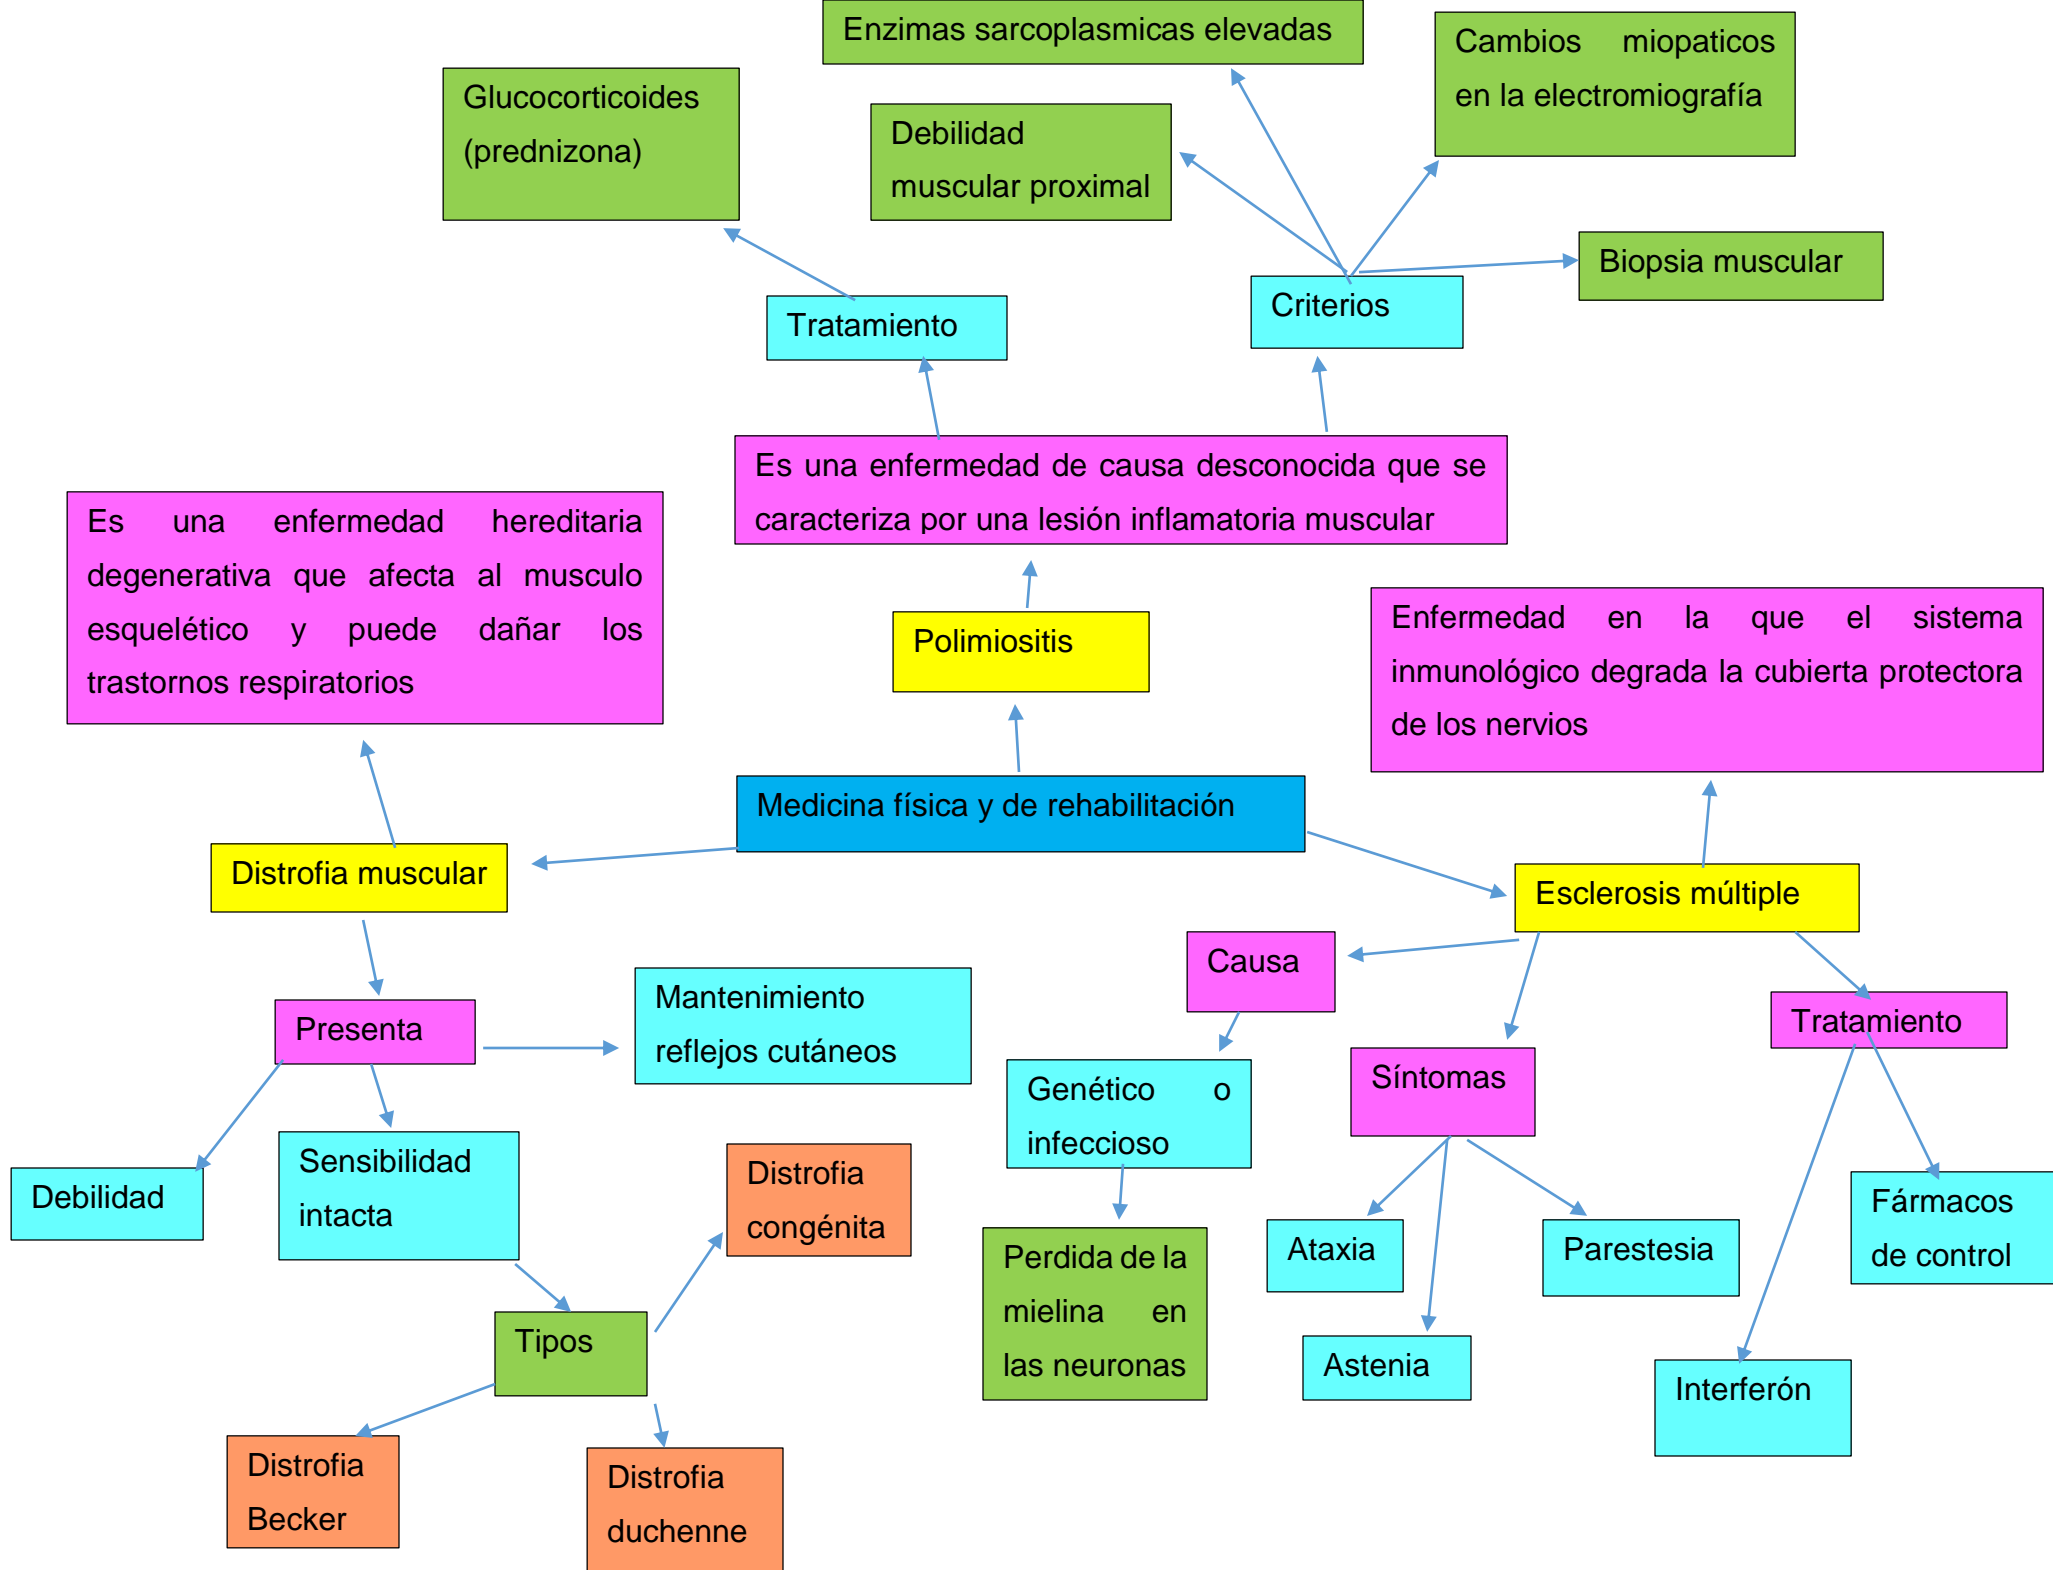 Enzimas sarcoplasmicas elevadas
Cambios miopaticos
en la electromiografía
Glucocorticoides
(prednizona)
Debilidad
muscular proximal
Biopsia muscular
Criterios
Tratamiento
Es una enfermedad de causa desconocida que se
caracteriza por una lesión inflamatoria muscular
Es una enfermedad hereditaria
degenerativa que afecta al musculo
esquelético y puede dañar los
trastornos respiratorios
Polimiositis
Enfermedad en la que el sistema
inmunológico degrada la cubierta protectora
de los nervios
Medicina física y de rehabilitación
Distrofia muscular
Esclerosis múltiple
Causa
Mantenimiento
reflejos cutáneos
Presenta
Tratamiento
Síntomas
Genético o
infeccioso
Sensibilidad
intacta
Debilidad
Distrofia
congénita
Fármacos
de control
Perdida de la
mielina en
las neuronas
Ataxia
Parestesia
Tipos
Astenia
Interferón
Distrofia
Becker
Distrofia
duchenne